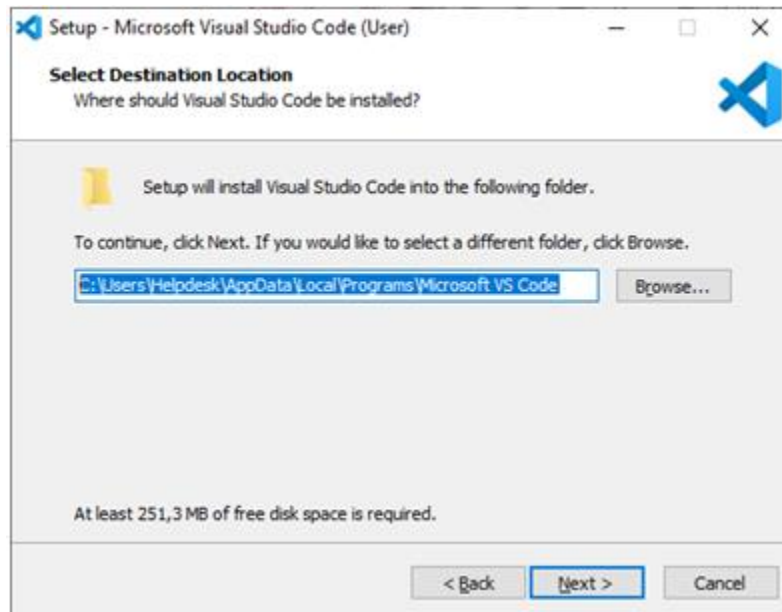 Setup - Microsoft Visual Studio Code (User)
Select Destination Location
Where should Visual Studio Code be installed?
Setup will install Visual Studio Code into the following folder.
To continue, click Next. If you would like to select a different folder, click Browse.
C:\Users\Helpdesk\AppData\Local\Programs\Microsoft VS Code
Browse...
At least 251,3 MB of free disk space is required.
< Back Next > Cancel